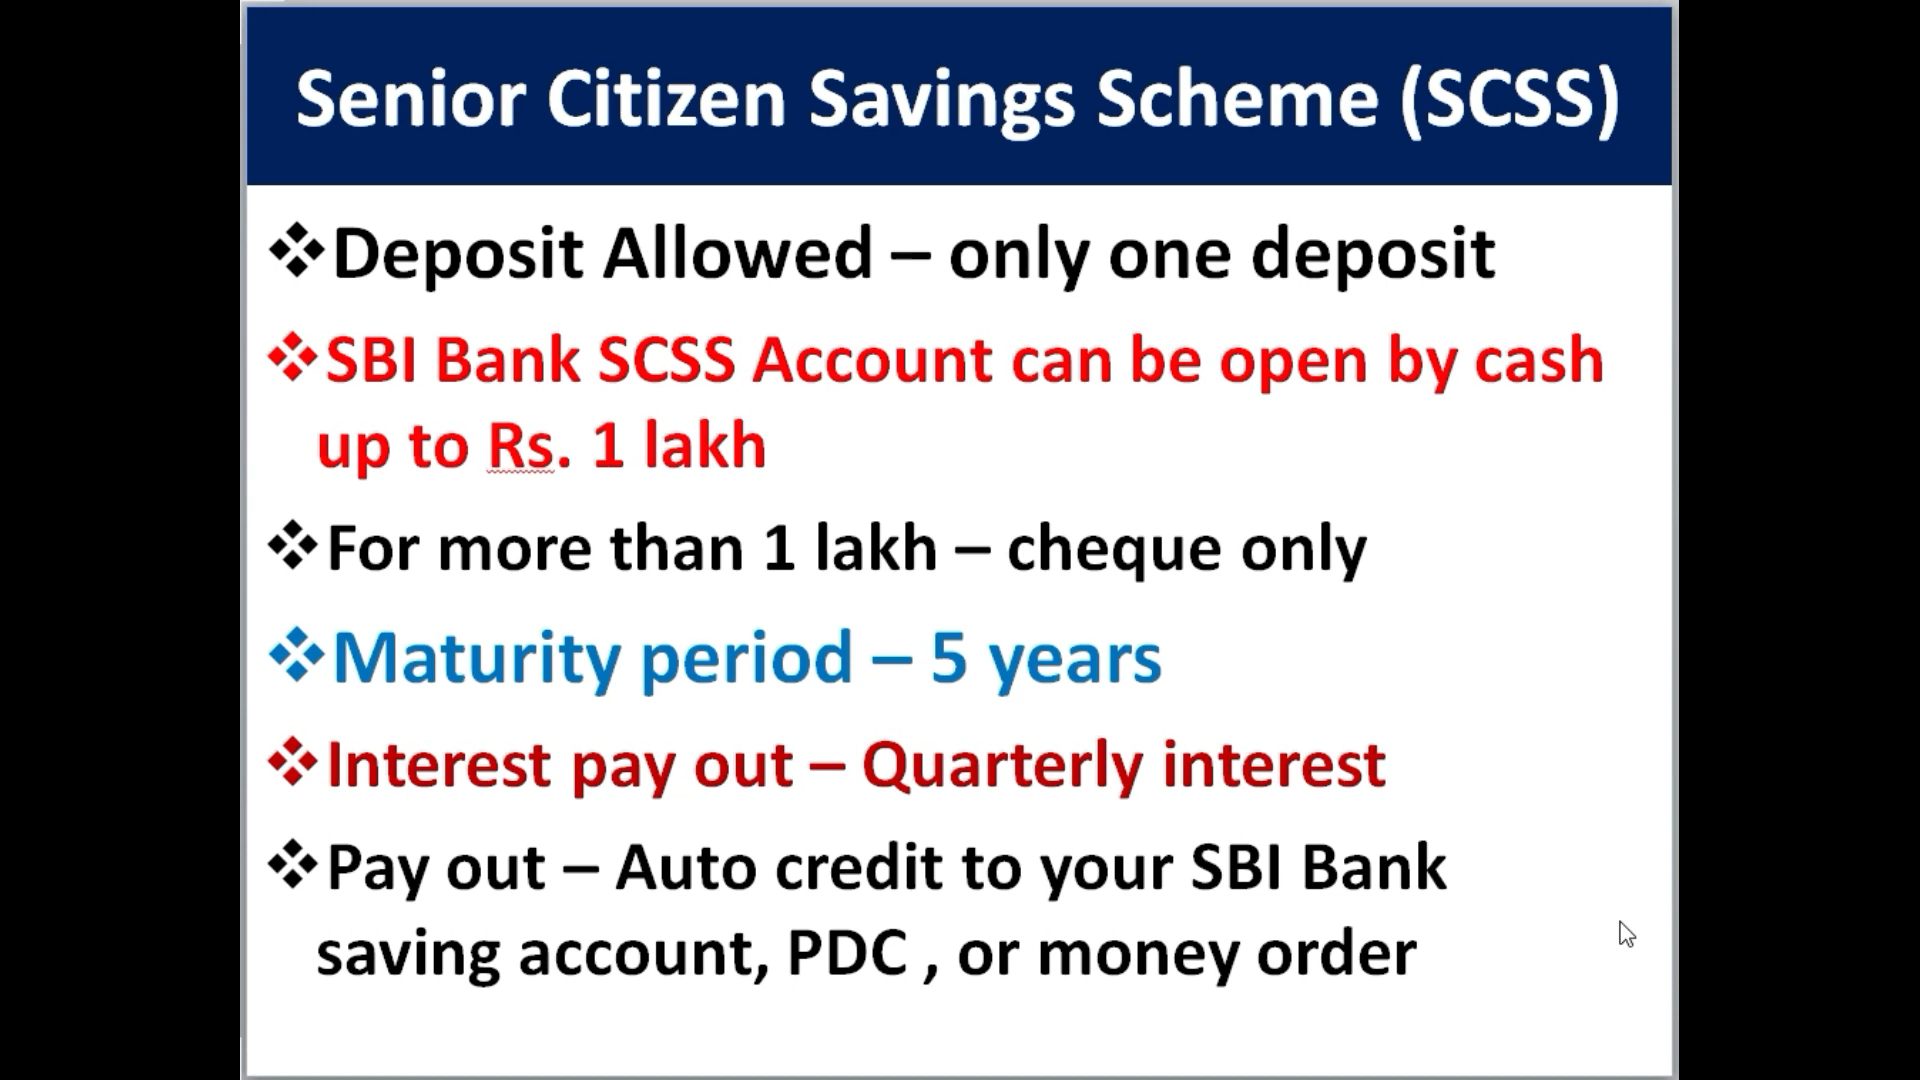 Senior Citizen Savings Scheme (SCSS)
❖Deposit Allowed – only one deposit
❖SBI Bank SCSS Account can be open by cash
up to Rs. 1 lakh
❖For more than 1 lakh – cheque only
❖Maturity period – 5 years
❖Interest pay out – Quarterly interest
❖Pay out – Auto credit to your SBI Bank
saving account, PDC , or money order